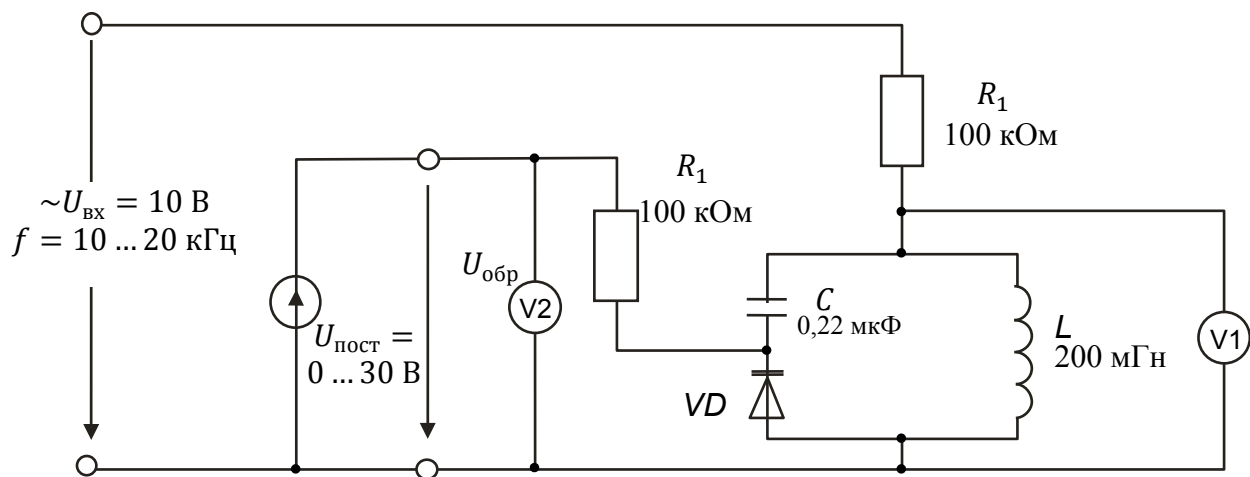 R₁
100 кОм
R₁
100 кОм
~Uвх = 10 В
f = 10 … 20 кГц
Uобр
V2
Uпост =
0 … 30 В
C
0,22 мкФ
L
200 мГн
V1
VD